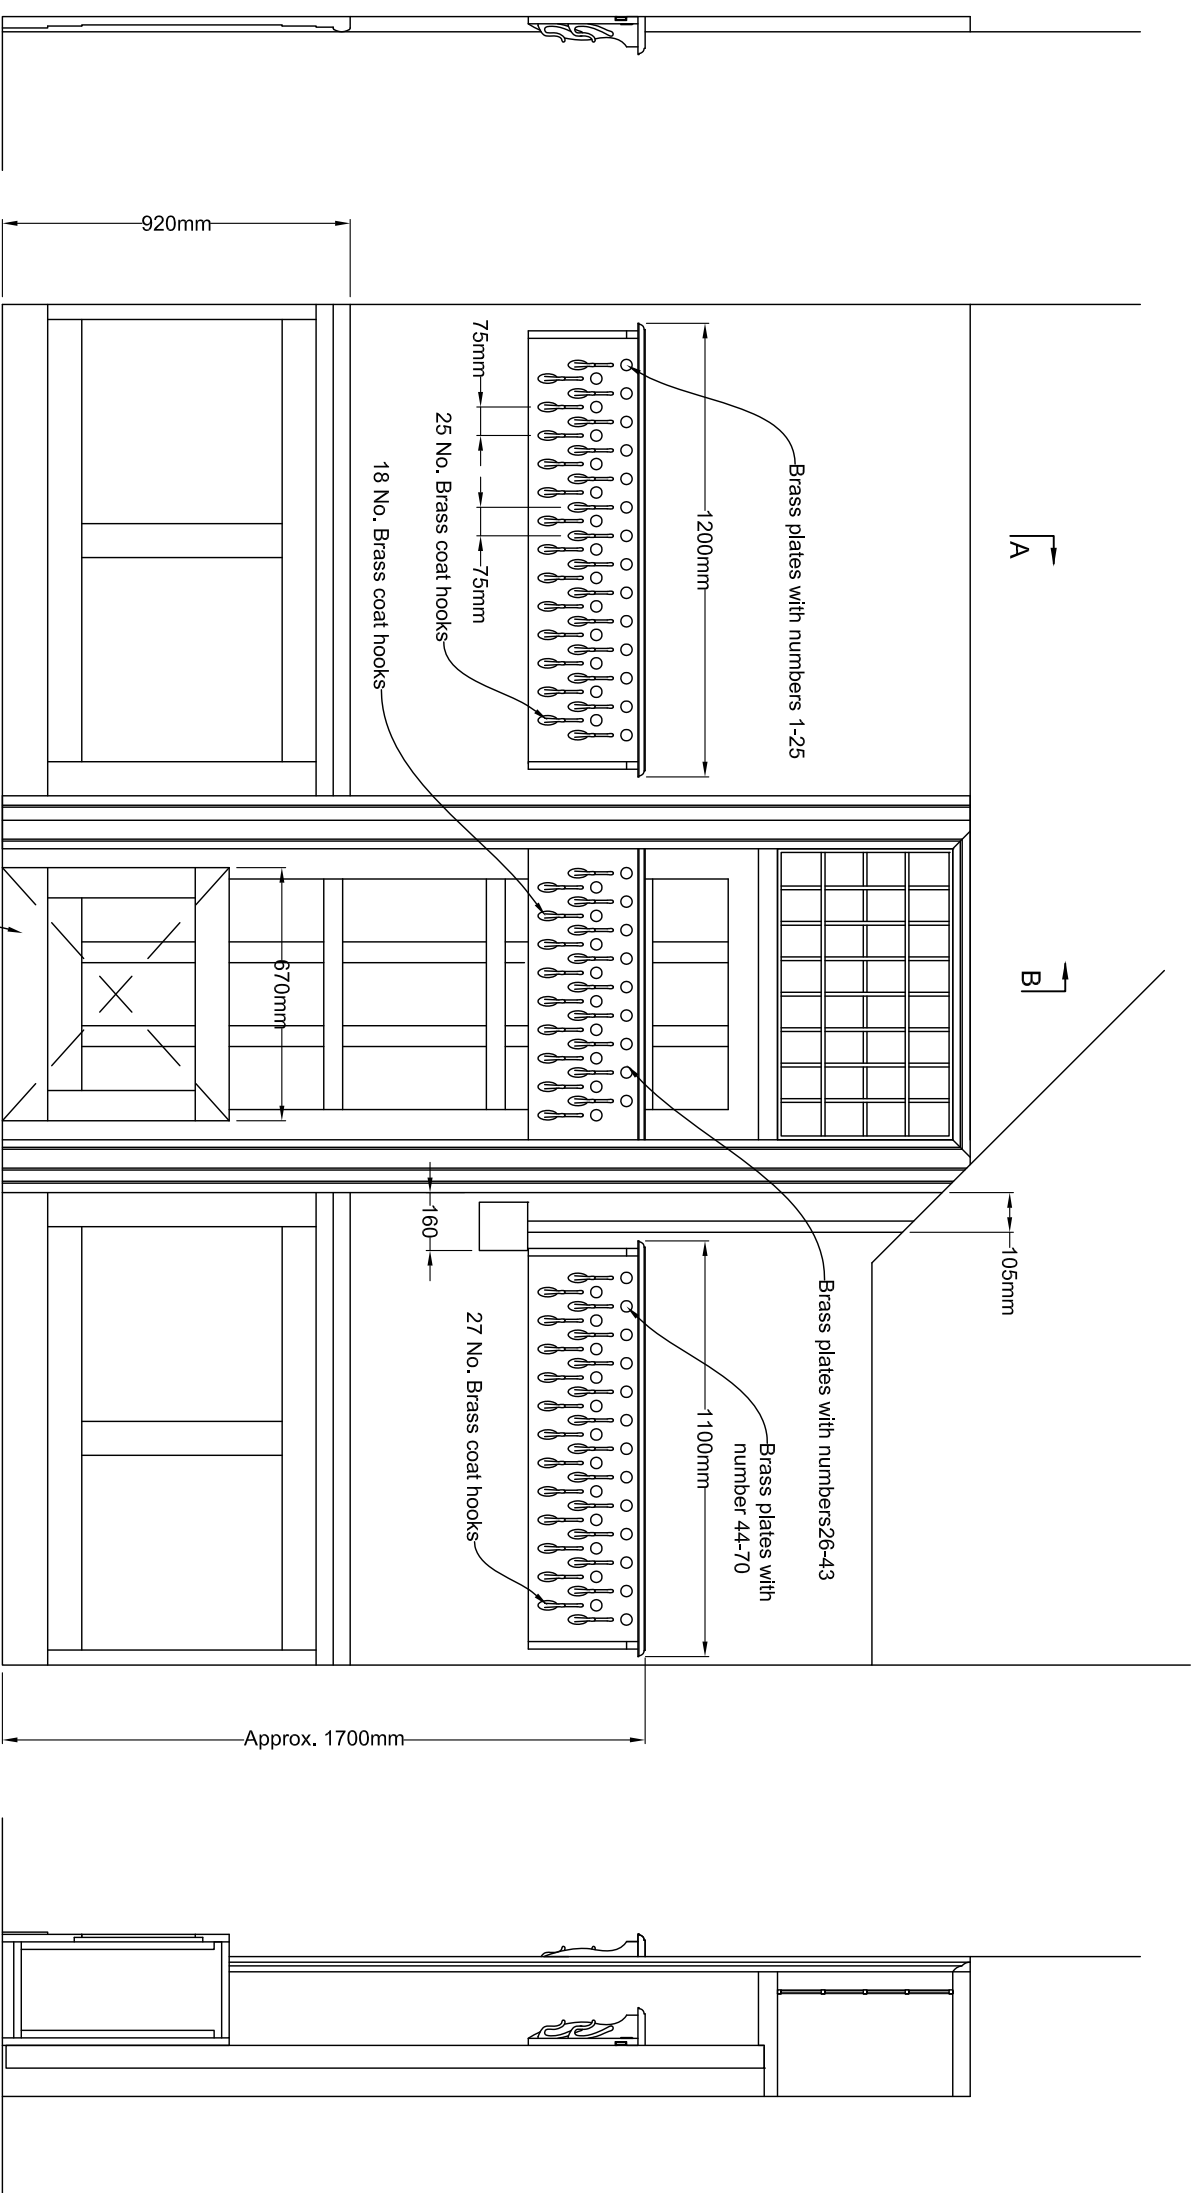 A
B
Brass plates with numbers 1-25
1200mm
75mm
75mm
25 No. Brass coat hooks
18 No. Brass coat hooks
920mm
670mm
105mm
Brass plates with numbers26-43
Brass plates with
number 44-70
1100mm
160
27 No. Brass coat hooks
Approx. 1700mm